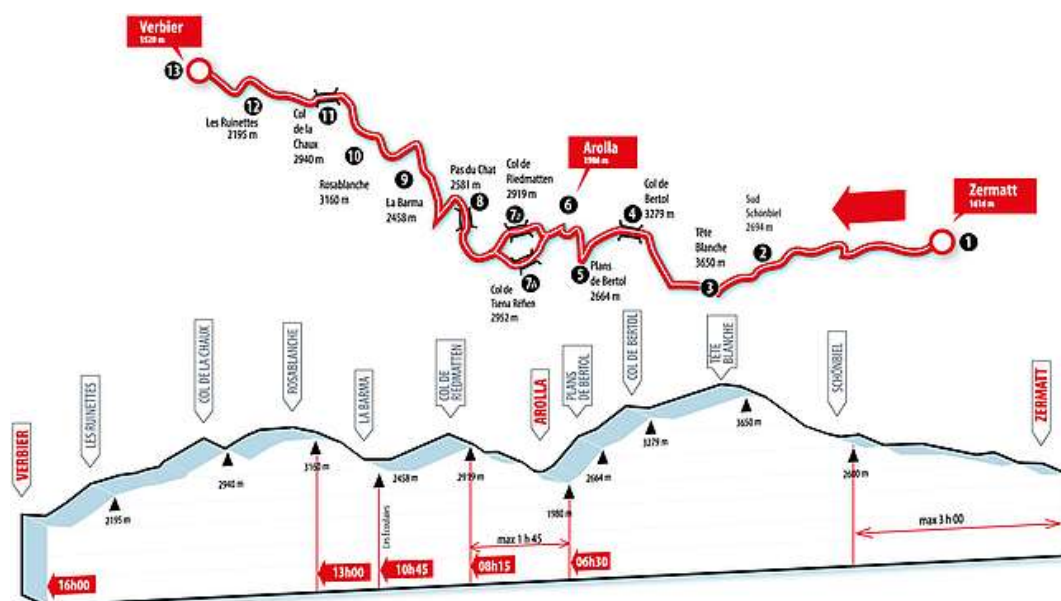 Verbier
1520 m
13
12
Les Ruinettes
2195 m
Col
de la
Chaux
2940 m
11
10
Rosablanche
3160 m
9
La Barma
2458 m
Pas du Chat
2581 m
8
Col de
Riedmatten
2919 m
7z
7A
Col de
Tsena Réfien
2952 m
6
Arolla
1986 m
5
Plans
de Bertol
2664 m
4
Col de
Bertol
3279 m
Tête
Blanche
3650 m
3
Sud
Schönbiel
2694 m
2
Zermatt
1616 m
1
VERBIER
LES RUINETTES
COL DE LA CHAUX
ROSABLANCHE
LA BARMA
COL DE
RIEDMATTEN
AROLLA
PLANS
DE BERTOL
COL DE BERTOL
TÊTE
BLANCHE
SCHÖNBIEL
ZERMATT
2195 m
2940 m
3160 m
2458 m
2919 m
1980 m
2664 m
3279 m
3650 m
2600 m
Les Ecoulaies
max 1 h 45
max 3 h 00
16h00
13h00
10h45
08h15
06h30